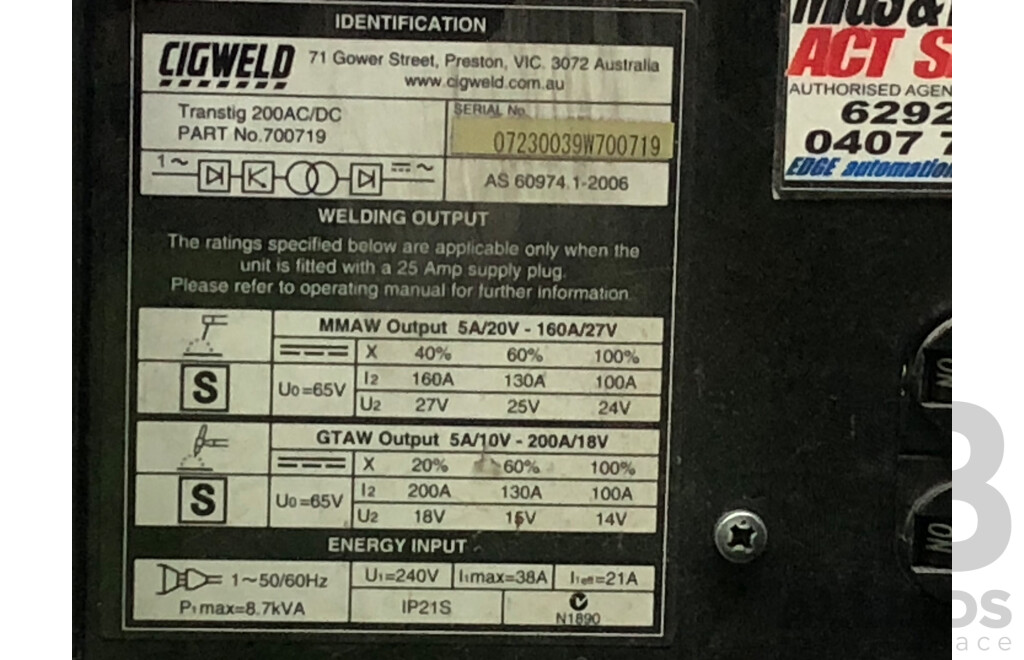 IDENTIFICATION
CIGWELD 71 Gower Street, Preston, VIC. 3072 Australia
www.cigweld.com.au
Transtig 200AC/DC
PART No.700719
SERIAL No.
07230039W700719
1~
AS 60974.1-2006
WELDING OUTPUT
The ratings specified below are applicable only when the
unit is fitted with a 25 Amp supply plug.
Please refer to operating manual for further information.
MMAW Output 5A/20V - 160A/27V
X 40% 60% 100%
S U0=65V I2 160A 130A 100A
U2 27V 25V 24V
GTAW Output 5A/10V - 200A/18V
X 20% 60% 100%
S U0=65V I2 200A 130A 100A
U2 18V 15V 14V
ENERGY INPUT
1~50/60Hz U1=240V I1max=38A I1eff=21A
P1max=8.7kVA IP21S N1890
ACT S
AUTHORISED AGEN
6292
0407 7
EDGE automation
NO
NO